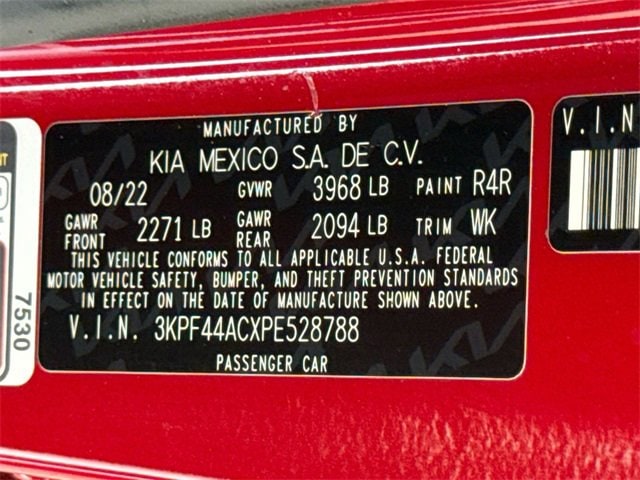 MANUFACTURED BY
KIA MEXICO S.A. DE C.V.
08/22 GVWR 3968 LB PAINT R4R
GAWR FRONT 2271 LB GAWR REAR 2094 LB TRIM WK
THIS VEHICLE CONFORMS TO ALL APPLICABLE U.S.A. FEDERAL
MOTOR VEHICLE SAFETY, BUMPER, AND THEFT PREVENTION STANDARDS
IN EFFECT ON THE DATE OF MANUFACTURE SHOWN ABOVE.
V.I.N. 3KPF44ACXPE528788
PASSENGER CAR
7530
V.I.N